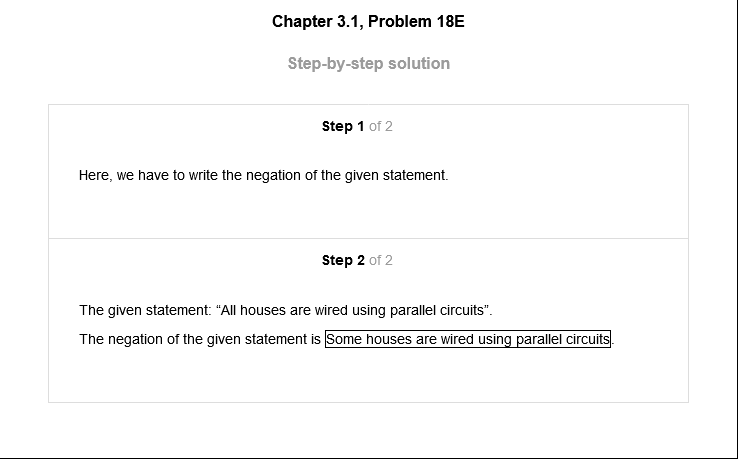 Chapter 3.1, Problem 18E
Step-by-step solution
Step 1 of 2
Here, we have to write the negation of the given statement.
Step 2 of 2
The given statement: “All houses are wired using parallel circuits”.
The negation of the given statement is Some houses are wired using parallel circuits.